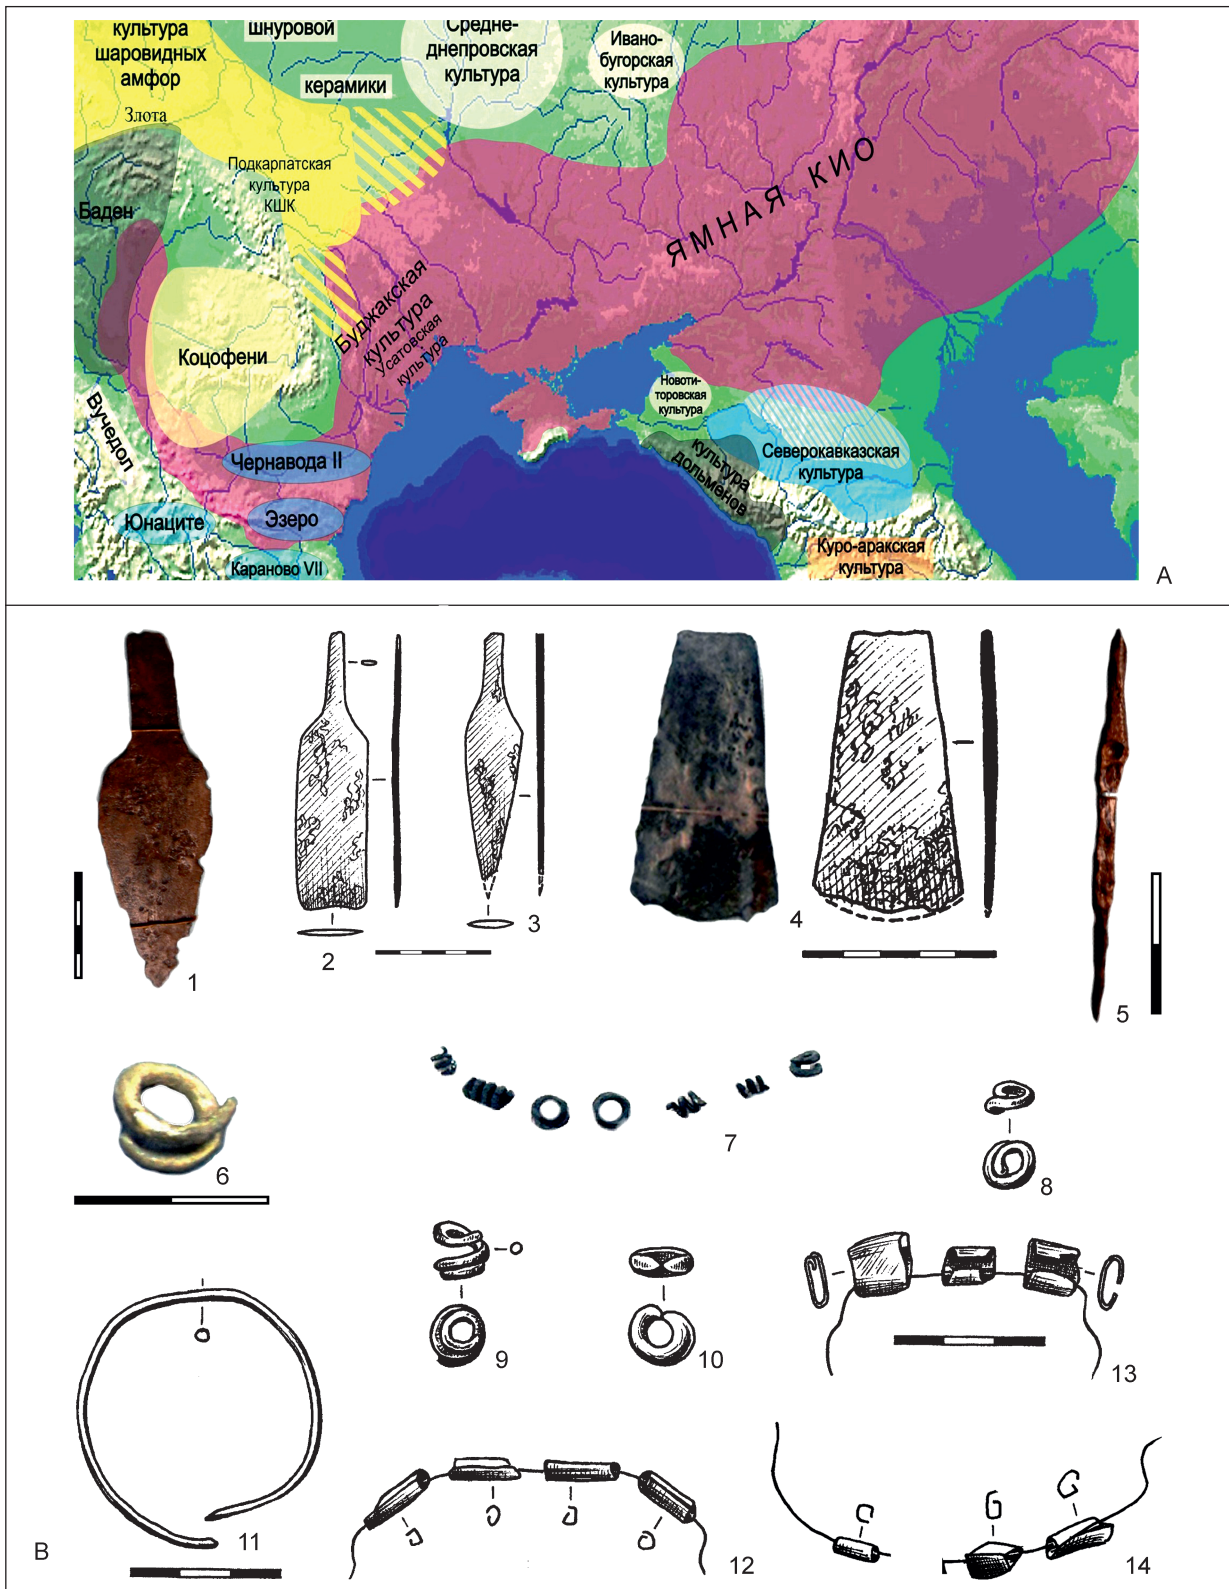 культура
шаровидных
амфор
шнуровой
керамики
Средне-
днепровская
культура
Ивано-
бугорская
культура
Злота
Подкарпатская
культура
КШК
Баден
ЯМНАЯ КИО
Буджакская
культура
Усатовская
культура
Коцофени
Вучедол
Чернавода II
Юнаците
Эзеро
Караново VII
Новоти-
торовская
культура
культура
дольменов
Северокавказская
культура
Куро-аракская
культура
A
1
2
3
4
5
6
7
8
9
10
13
11
12
14
B